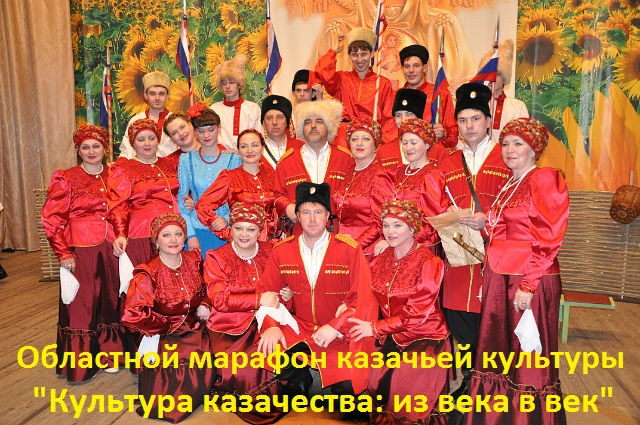 Областной марафон казачьей культуры
"Культура казачества: из века в век"